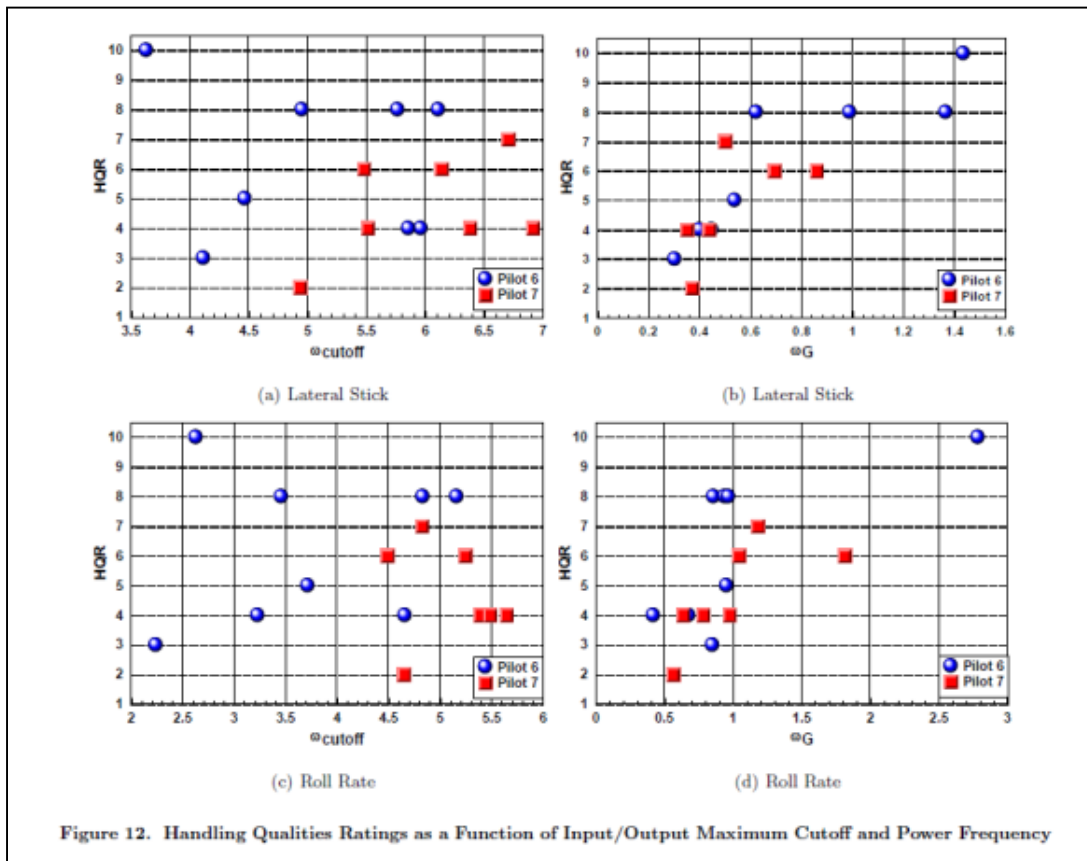 10
9
8
7
6
5
4
3
2
1
HQR
3.5 4 4.5 5 5.5 6 6.5 7
ωcutoff
Pilot 6
Pilot 7
(a) Lateral Stick
10
9
8
7
6
5
4
3
2
1
HQR
0 0.2 0.4 0.6 0.8 1 1.2 1.4 1.6
ωG
Pilot 6
Pilot 7
(b) Lateral Stick
10
9
8
7
6
5
4
3
2
1
HQR
2 2.5 3 3.5 4 4.5 5 5.5 6
ωcutoff
Pilot 6
Pilot 7
(c) Roll Rate
10
9
8
7
6
5
4
3
2
1
HQR
0 0.5 1 1.5 2 2.5 3
ωG
Pilot 6
Pilot 7
(d) Roll Rate
Figure 12. Handling Qualities Ratings as a Function of Input/Output Maximum Cutoff and Power Frequency